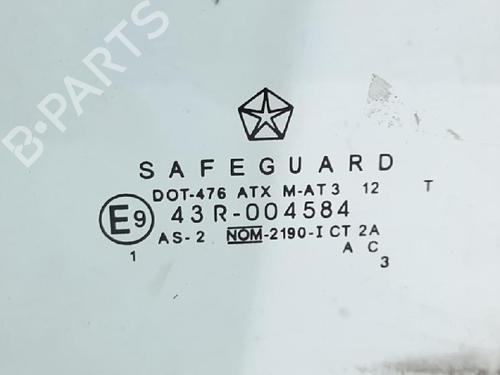 B-PARTS
SAFEGUARD
DOT-476 ATX M-AT3 12 T
E9 43R-004584
AS-2 NOM-2190-I CT 2A
1 A C
3